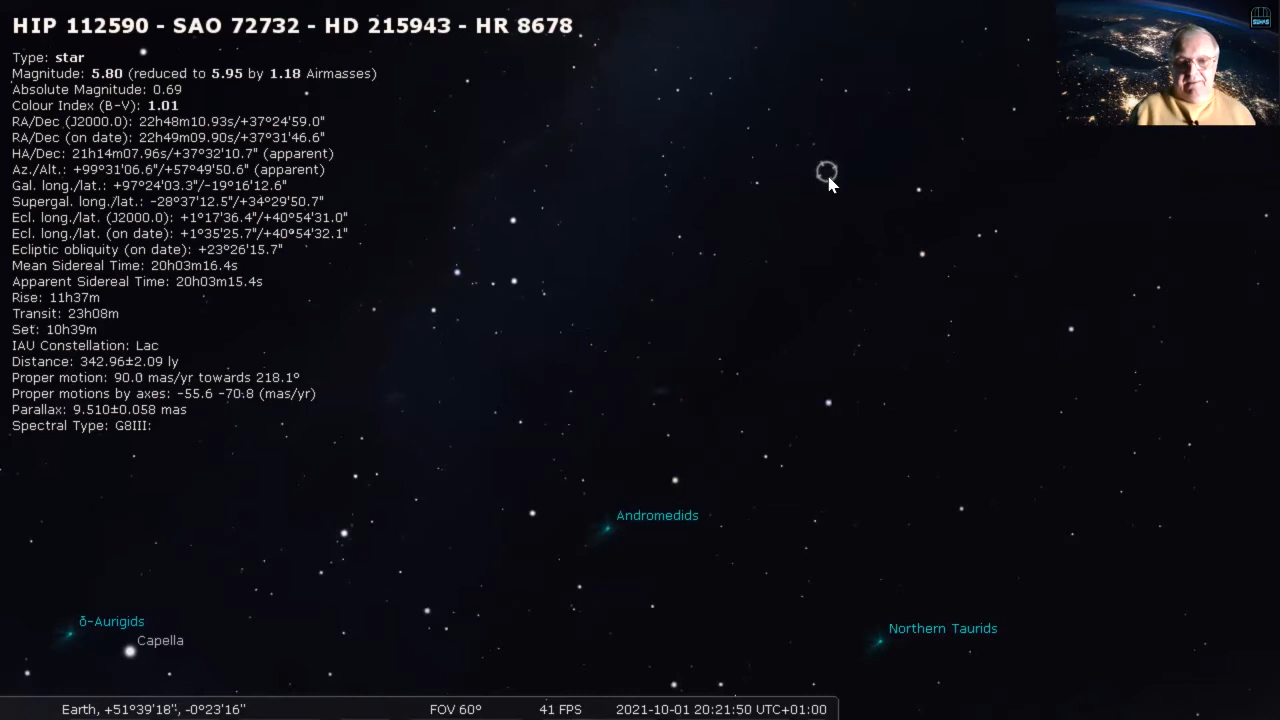 HIP 112590 - SAO 72732 - HD 215943 - HR 8678
Type: star
Magnitude: 5.80 (reduced to 5.95 by 1.18 Airmasses)
Absolute Magnitude: 0.69
Colour Index (B-V): 1.01
RA/Dec (J2000.0): 22h48m10.93s/+37°24'59.0"
RA/Dec (on date): 22h49m09.90s/+37°31'46.6"
HA/Dec: 21h14m07.96s/+37°32'10.7" (apparent)
Az./Alt.: +99°31'06.6"/+57°49'50.6" (apparent)
Gal. long./lat.: +97°24'03.3"/-19°16'12.6"
Supergal. long./lat.: -28°37'12.5"/+34°29'50.7"
Ecl. long./lat. (J2000.0): +1°17'36.4"/+40°54'31.0"
Ecl. long./lat. (on date): +1°35'25.7"/+40°54'32.1"
Ecliptic obliquity (on date): +23°26'15.7"
Mean Sidereal Time: 20h03m16.4s
Apparent Sidereal Time: 20h03m15.4s
Rise: 11h37m
Transit: 23h08m
Set: 10h39m
IAU Constellation: Lac
Distance: 342.96±2.09 ly
Proper motion: 90.0 mas/yr towards 218.1°
Proper motions by axes: -55.6 -70.8 (mas/yr)
Parallax: 9.510±0.058 mas
Spectral Type: G8III:
Andromedids
δ-Aurigids
Capella
Northern Taurids
Earth, +51°39'18", -0°23'16"
FOV 60°
41 FPS
2021-10-01 20:21:50 UTC+01:00